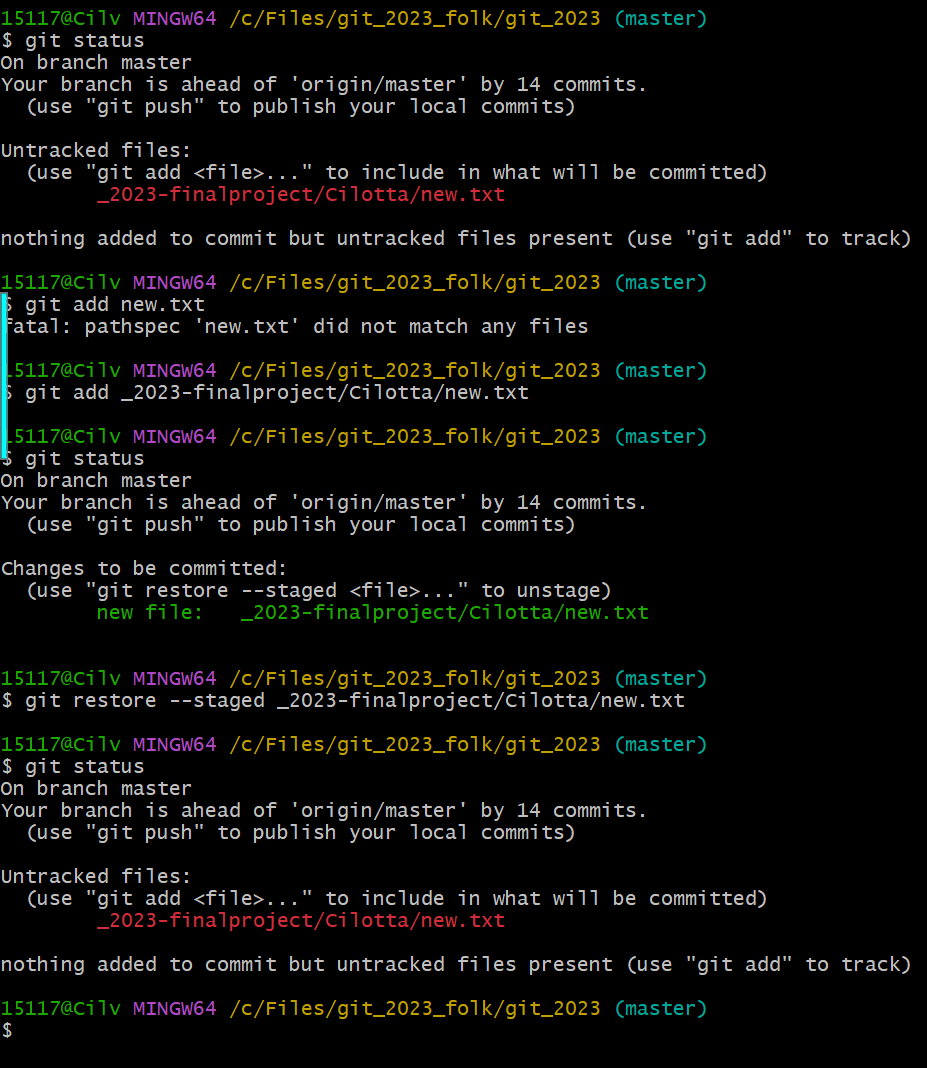 15117@Cilv MINGW64 /c/Files/git_2023_folk/git_2023 (master)
$ git status
On branch master
Your branch is ahead of 'origin/master' by 14 commits.
  (use "git push" to publish your local commits)

Untracked files:
  (use "git add <file>..." to include in what will be committed)
        _2023-finalproject/Cilotta/new.txt

nothing added to commit but untracked files present (use "git add" to track)

15117@Cilv MINGW64 /c/Files/git_2023_folk/git_2023 (master)
$ git add new.txt
fatal: pathspec 'new.txt' did not match any files

15117@Cilv MINGW64 /c/Files/git_2023_folk/git_2023 (master)
$ git add _2023-finalproject/Cilotta/new.txt

15117@Cilv MINGW64 /c/Files/git_2023_folk/git_2023 (master)
$ git status
On branch master
Your branch is ahead of 'origin/master' by 14 commits.
  (use "git push" to publish your local commits)

Changes to be committed:
  (use "git restore --staged <file>..." to unstage)
        new file:   _2023-finalproject/Cilotta/new.txt


15117@Cilv MINGW64 /c/Files/git_2023_folk/git_2023 (master)
$ git restore --staged _2023-finalproject/Cilotta/new.txt

15117@Cilv MINGW64 /c/Files/git_2023_folk/git_2023 (master)
$ git status
On branch master
Your branch is ahead of 'origin/master' by 14 commits.
  (use "git push" to publish your local commits)

Untracked files:
  (use "git add <file>..." to include in what will be committed)
        _2023-finalproject/Cilotta/new.txt

nothing added to commit but untracked files present (use "git add" to track)

15117@Cilv MINGW64 /c/Files/git_2023_folk/git_2023 (master)
$